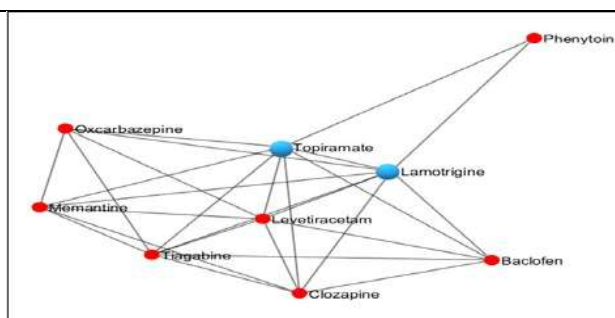 Phenytoin
Oxcarbazepine
Topiramate
Lamotrigine
Memantine
Levetiracetam
Tiagabine
Baclofen
Clozapine